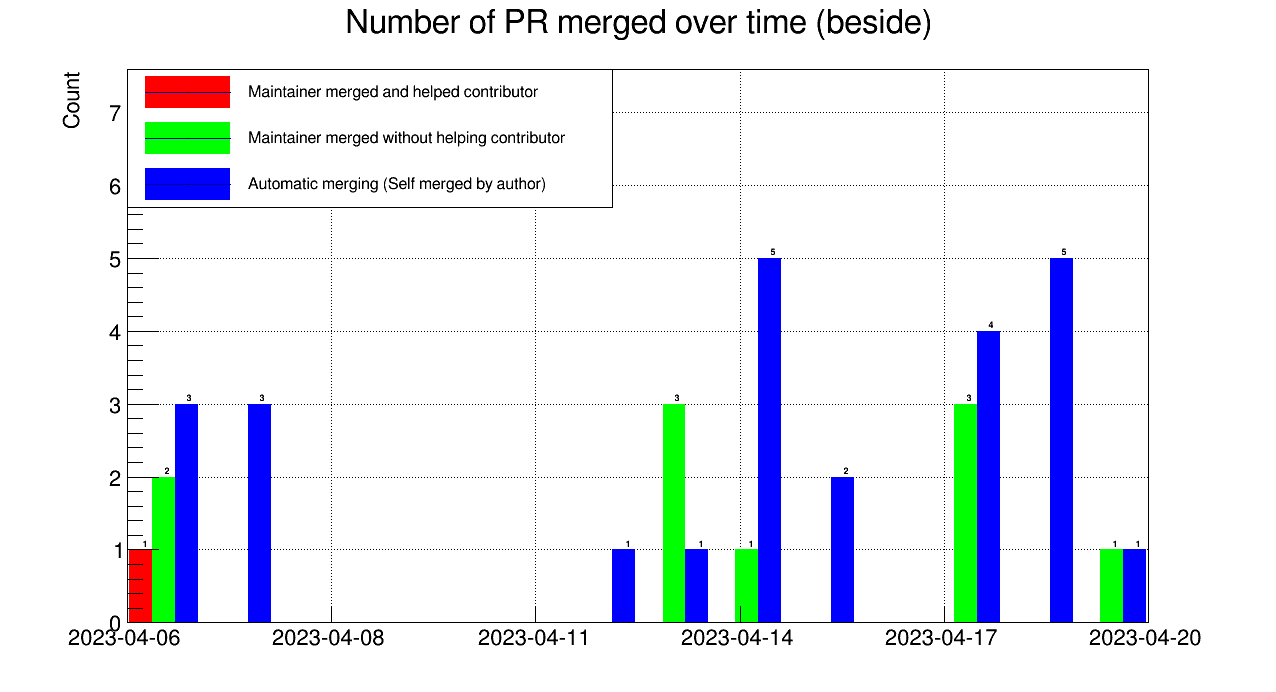 Number of PR merged over time (beside)
Count
Maintainer merged and helped contributor
Maintainer merged without helping contributor
Automatic merging (Self merged by author)
7
6
5
4
3
2
1
0
1 2 3 3 1 3 1 1 5 2 3 4 5 1 1
2023-04-06 2023-04-08 2023-04-11 2023-04-14 2023-04-17 2023-04-20